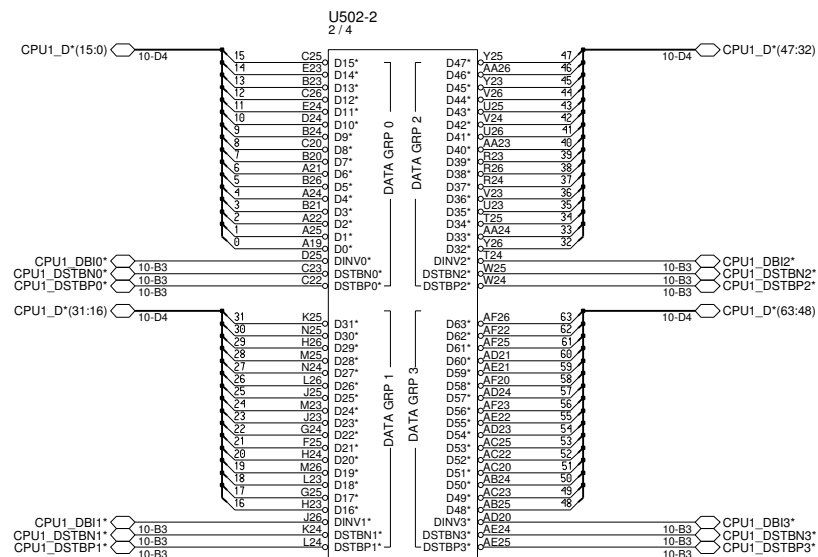 U502-2
2 / 4
CPU1_D*(15:0) 10-D4 CPU1_D*(47:32) 10-D4
15 C25 D15* D47* Y25 47
14 E23 D14* D46* AA26 46
13 B23 D13* D45* Y23 45
12 C26 D12* D44* V26 44
11 E24 D11* D43* U25 43
10 D24 D10* D42* V24 42
9 B24 D9* D41* U26 41
8 C20 D8* D40* AA23 40
7 B20 D7* D39* R23 39
6 A21 D6* D38* R26 38
5 B26 D5* D37* R24 37
4 A24 D4* D36* V23 36
3 B21 D3* D35* U23 35
2 A22 D2* D34* T25 34
1 A25 D1* D33* AA24 33
0 A19 D0* D32* Y26 32
DATA GRP 0 DATA GRP 2
CPU1_DBI0* 10-B3 D25 DINV0* DINV2* T24 10-B3 CPU1_DBI2*
CPU1_DSTBN0* 10-B3 C23 DSTBN0* DSTBN2* W25 10-B3 CPU1_DSTBN2*
CPU1_DSTBP0* 10-B3 C22 DSTBP0* DSTBP2* W24 10-B3 CPU1_DSTBP2*
CPU1_D*(31:16) 10-D4 CPU1_D*(63:48) 10-D4
31 K25 D31* D63* AF26 63
30 N25 D30* D62* AF22 62
29 H26 D29* D61* AF25 61
28 M25 D28* D60* AD21 60
27 N24 D27* D59* AE21 59
26 L26 D26* D58* AF20 58
25 J25 D25* D57* AD24 57
24 M23 D24* D56* AF23 56
23 J23 D23* D55* AE22 55
22 G24 D22* D54* AD23 54
21 F25 D21* D53* AC25 53
20 H24 D20* D52* AC22 52
19 M26 D19* D51* AC20 51
18 L23 D18* D50* AB24 50
17 G25 D17* D49* AC23 49
16 H23 D16* D48* AB25 48
DATA GRP 1 DATA GRP 3
CPU1_DBI1* 10-B3 J26 DINV1* DINV3* AD20 10-B3 CPU1_DBI3*
CPU1_DSTBN1* 10-B3 K24 DSTBN1* DSTBN3* AE24 10-B3 CPU1_DSTBN3*
CPU1_DSTBP1* 10-B3 L24 DSTBP1* DSTBP3* AE25 10-B3 CPU1_DSTBP3*